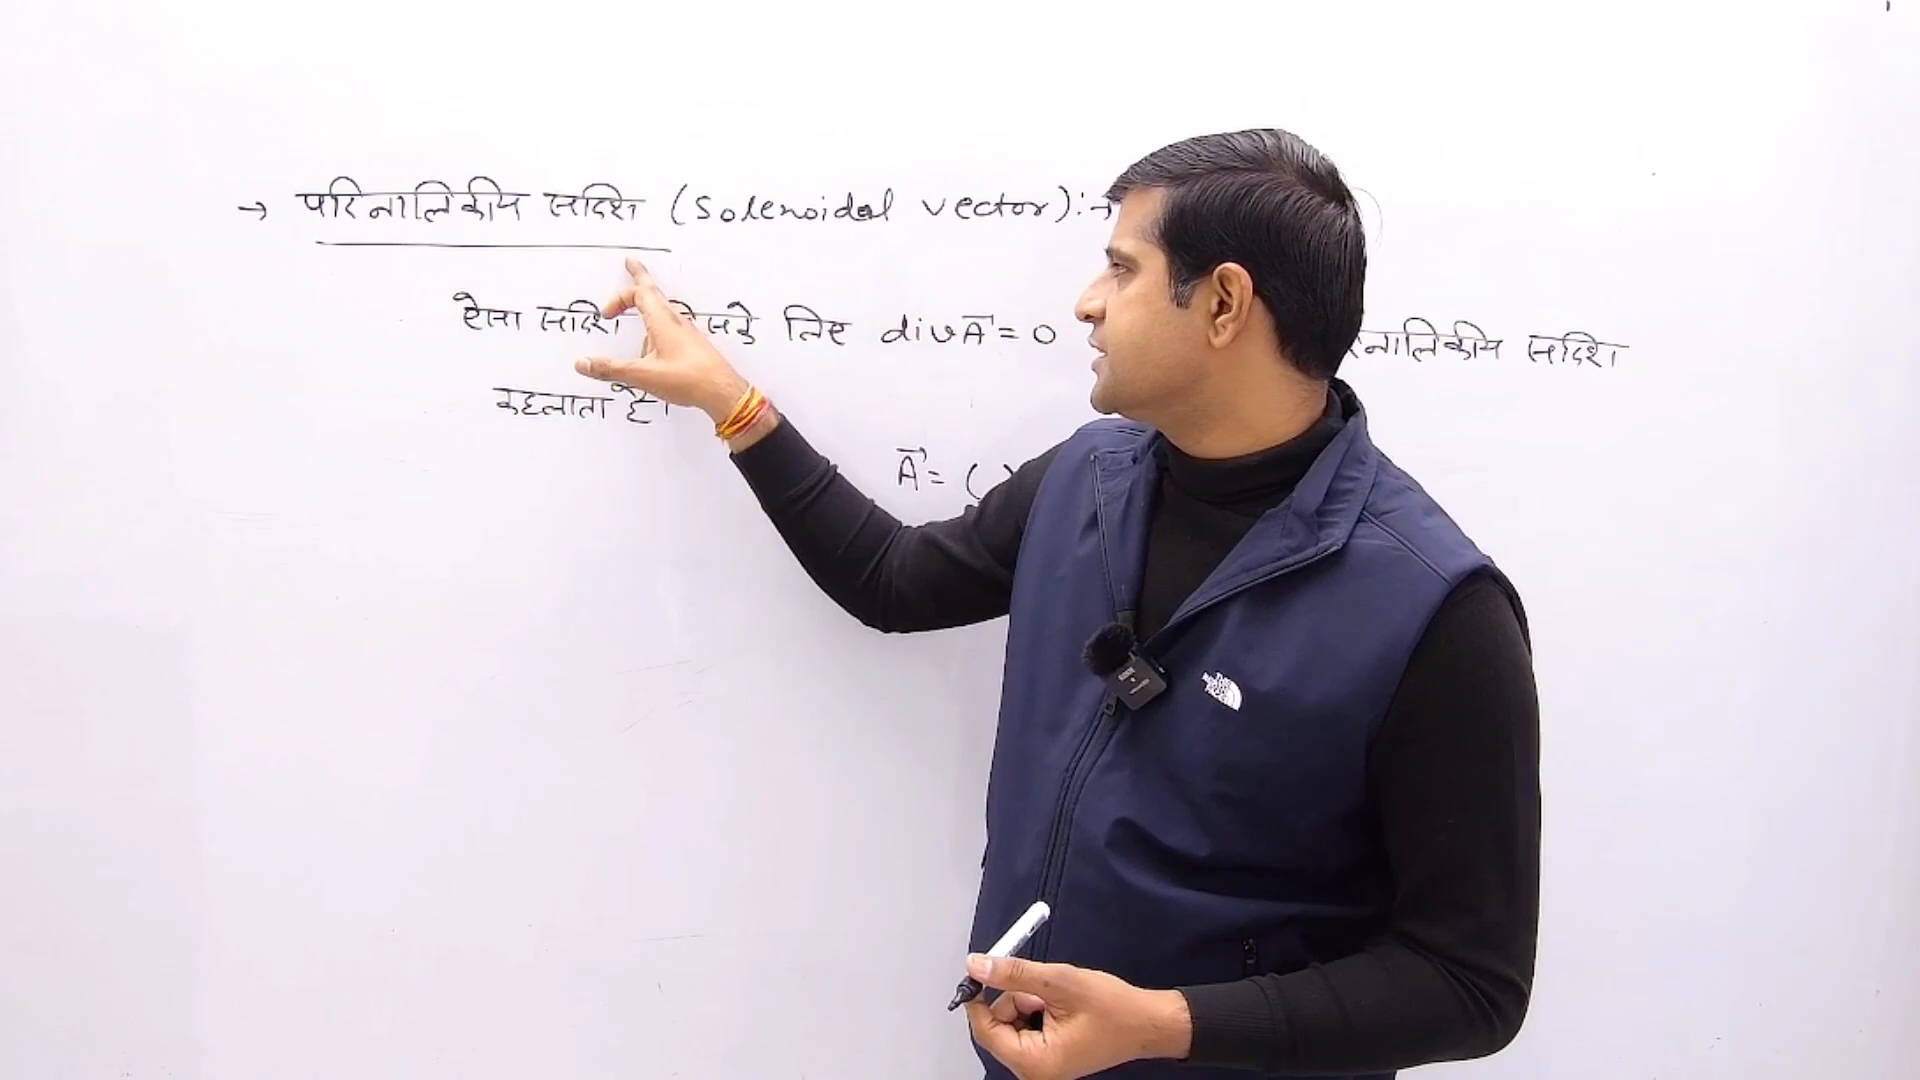 → परिनालिकीय सदिश (Solenoidal vector):→
ऐसा सदिश जिसके लिए div A⃗ = 0 रिनालिकीय सदिश
कहलाता है।
A⃗ = (